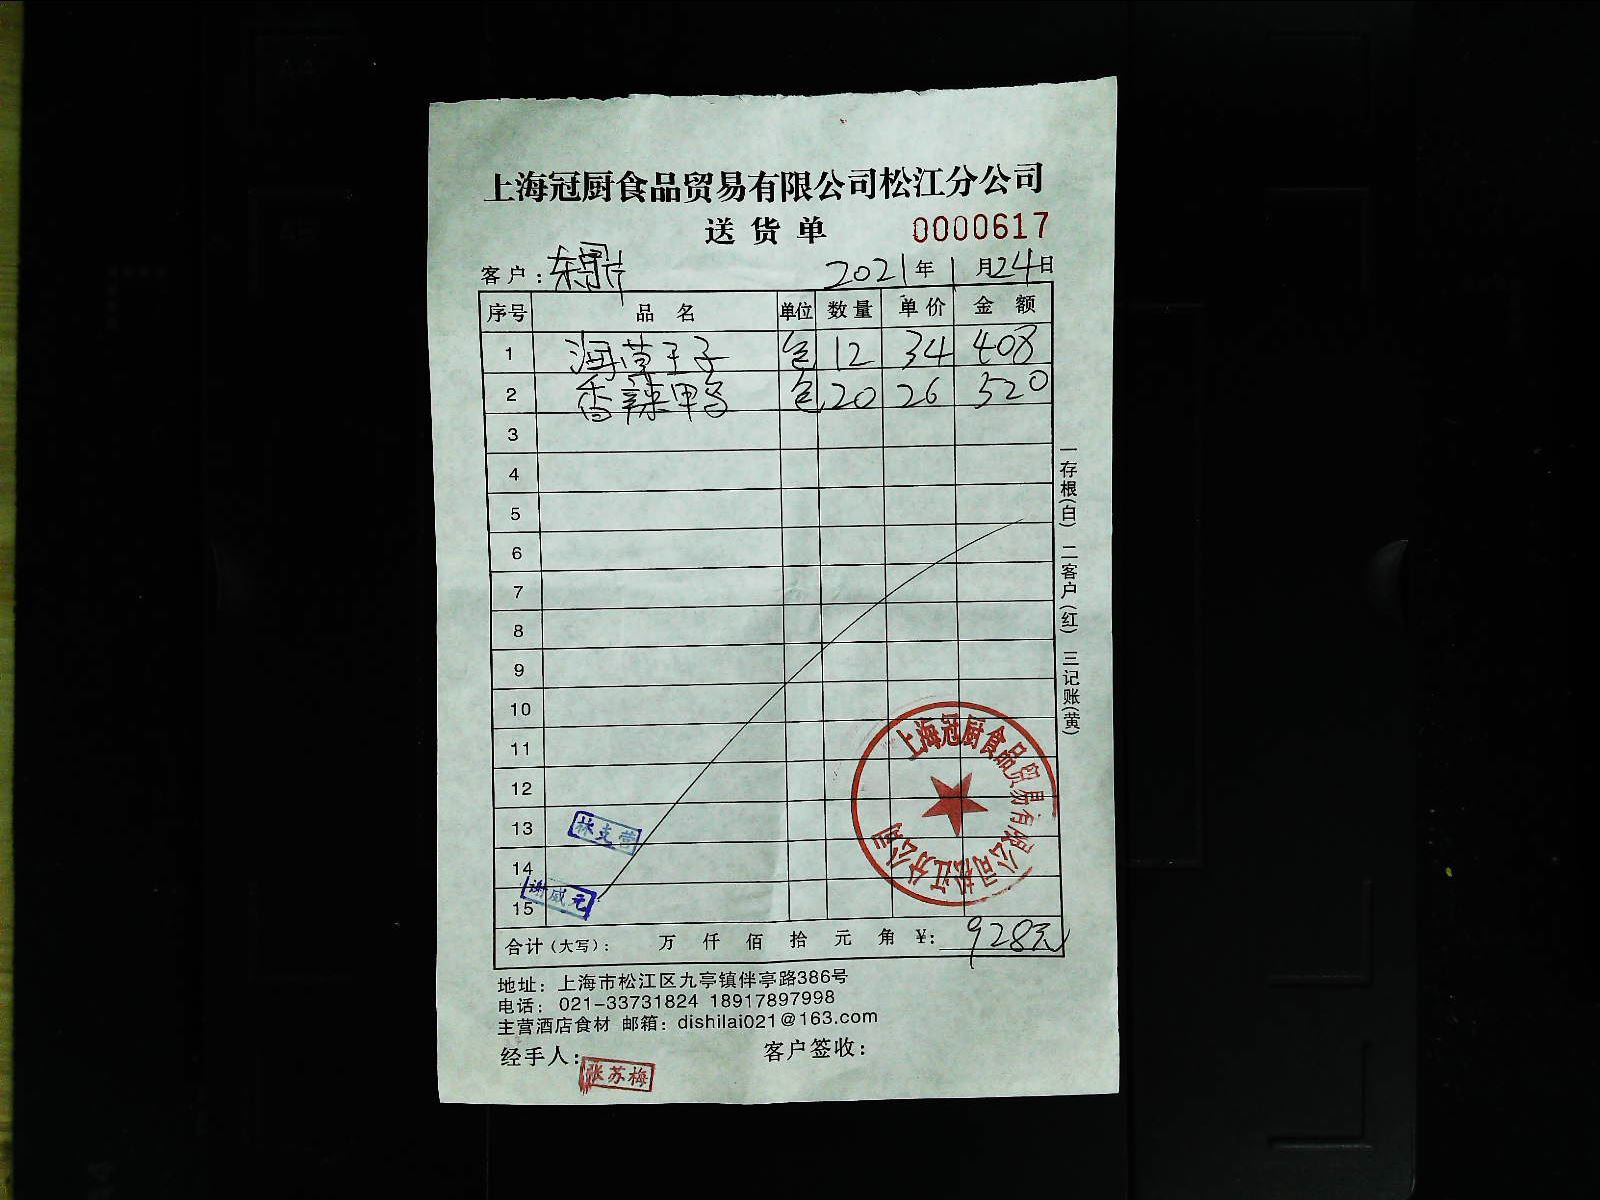 上海冠厨食品贸易有限公司松江分公司
送货单 0000617
客户: 2021年1月24日
序号 品名 单位 数量 单价 金额
1 海草王子 包 12 34 408
2 香辣鸭 包 20 26 520
3
4
5
6
7
8
9
10
11
12
13
14
15
一存根(白) 二客户(红) 三记账(黄)
上海冠厨食品贸易有限公司松江分公司
林支营
谢咸元
合计(大写): 万 仟 佰 拾 元 角 ¥: 928元
地址: 上海市松江区九亭镇伴亭路386号
电话: 021-33731824 18917897998
主营酒店食材 邮箱: dishilai021@163.com
经手人: 张苏梅 客户签收: